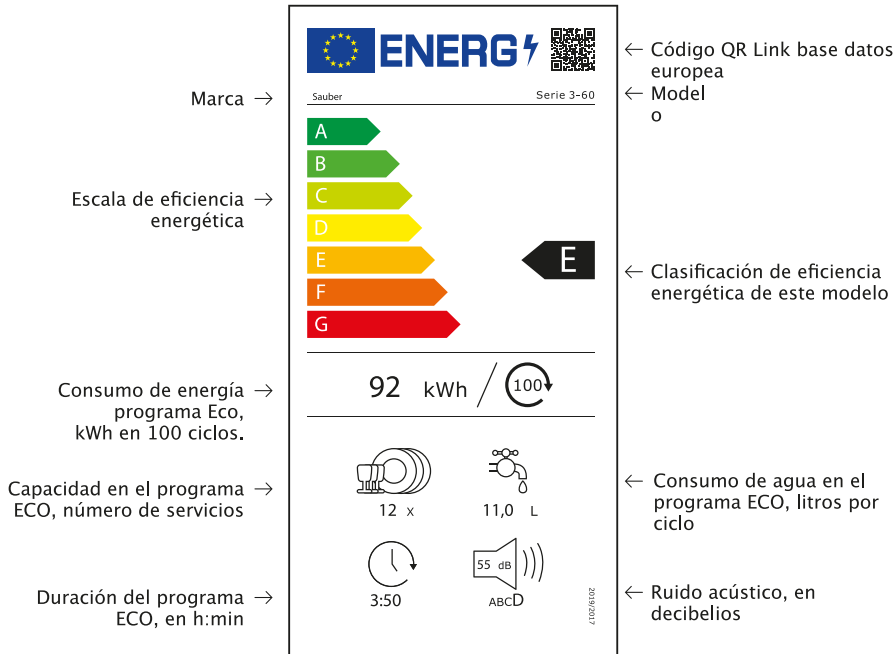 ENERG
← Código QR Link base datos
europea
Marca →
Sauber
Serie 3-60
← Model
o
A
B
C
D
E
F
G
Escala de eficiencia →
energética
E
← Clasificación de eficiencia
energética de este modelo
Consumo de energía →
programa Eco,
kWh en 100 ciclos.
92 kWh / 100
Capacidad en el programa →
ECO, número de servicios
12 x
11,0 L
← Consumo de agua en el
programa ECO, litros por
ciclo
Duración del programa →
ECO, en h:min
3:50
55 dB
ABCD
2019/2017
← Ruido acústico, en
decibelios